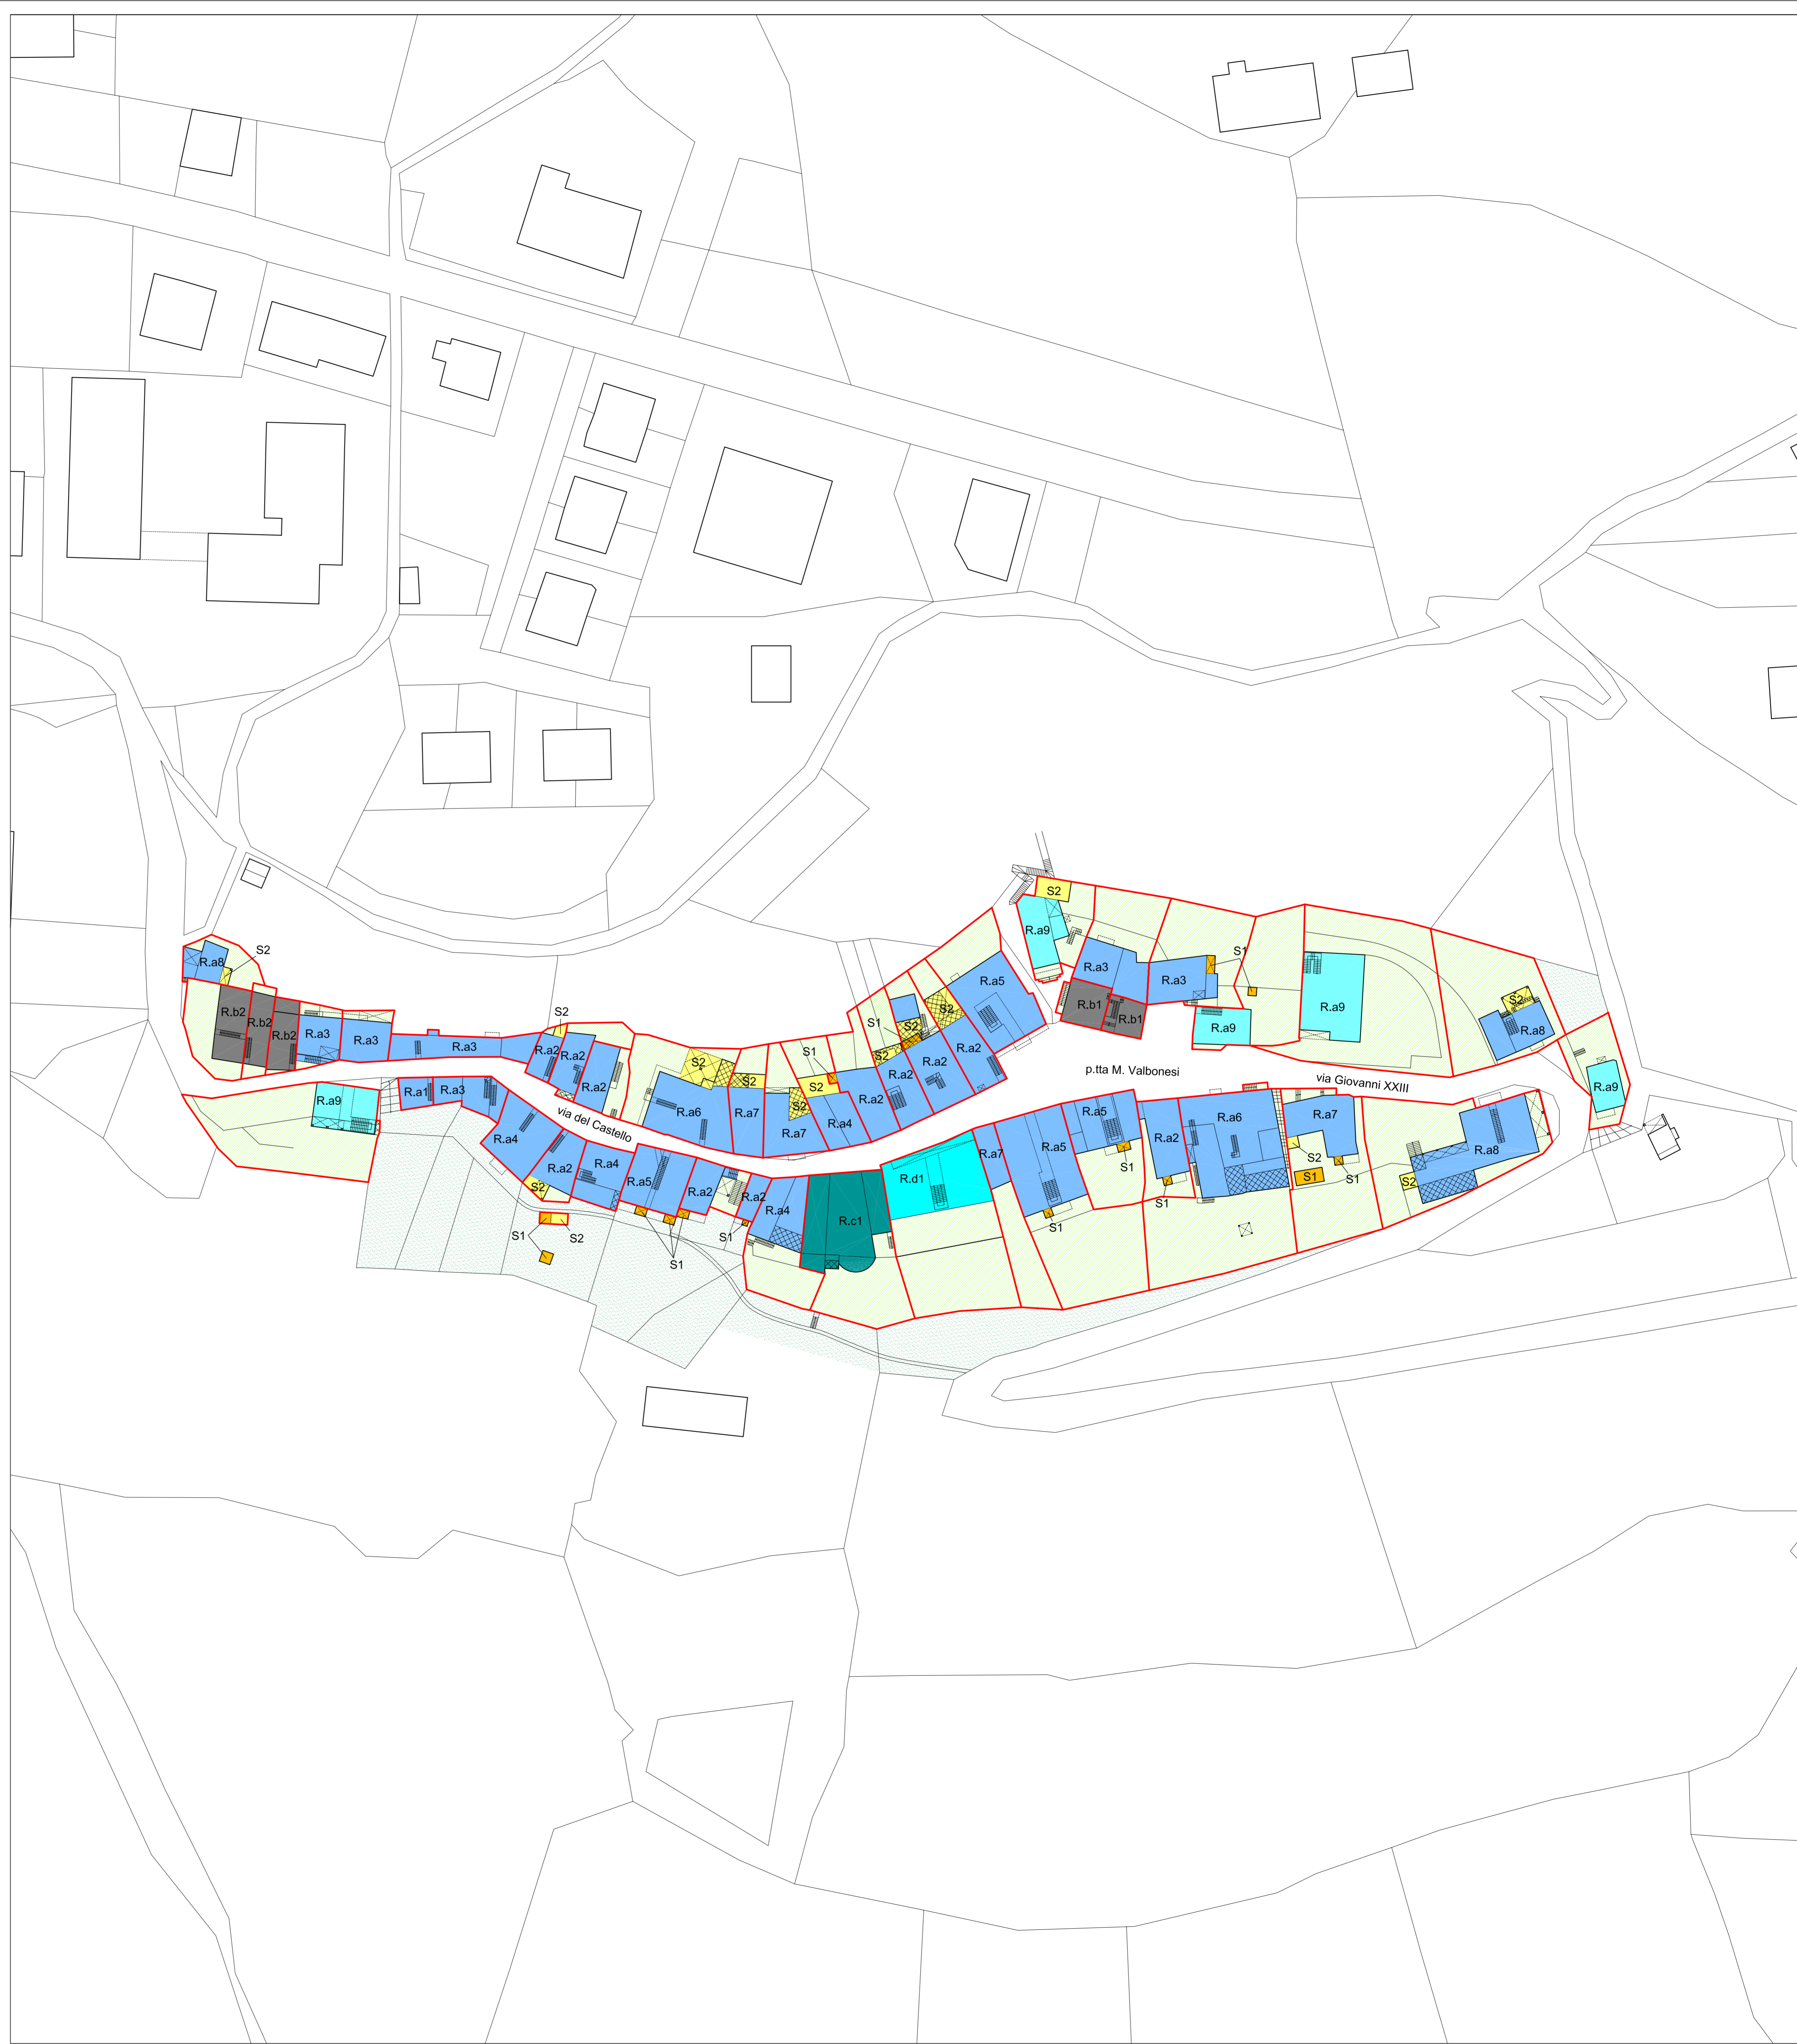 S2
R.a9
S1
R.a8
S2
R.a3
R.a3
R.a5
R.b2
R.b2
R.b2
R.a3
R.a3
R.a3
S2
R.a2
R.a2
R.a2
S2
S2
S1
S2
S2
S1
S2
S2
S2
R.b1
R.b1
R.a9
R.a9
S2
R.a8
R.a2
R.a2
R.a2
p.tta M. Valbonesi
via Giovanni XXIII
R.a9
R.a9
R.a1
R.a3
via del Castello
R.a6
R.a7
R.a7
R.a4
R.a2
R.a5
R.a2
R.a6
R.a7
R.a8
R.a4
R.a2
R.a4
R.a5
R.a2
R.a2
R.a4
R.c1
R.d1
R.a7
R.a5
S1
S1
S1
S2
S1
S1
S2
S2
S1
S2
S1
S1
S1